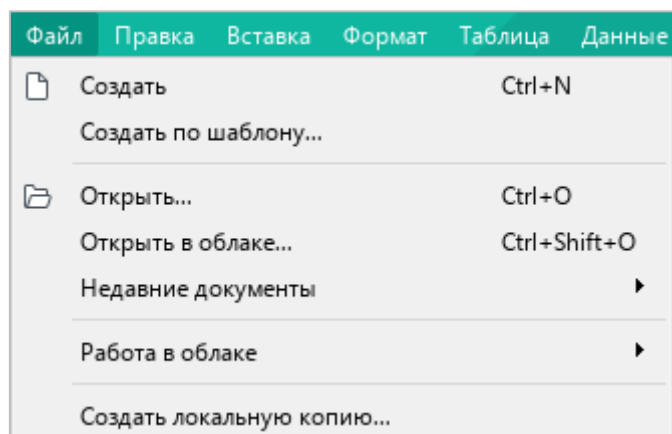 Файл Правка Вставка Формат Таблица Данные
Создать Ctrl+N
Создать по шаблону...
Открыть... Ctrl+O
Открыть в облаке... Ctrl+Shift+O
Недавние документы
Работа в облаке
Создать локальную копию...